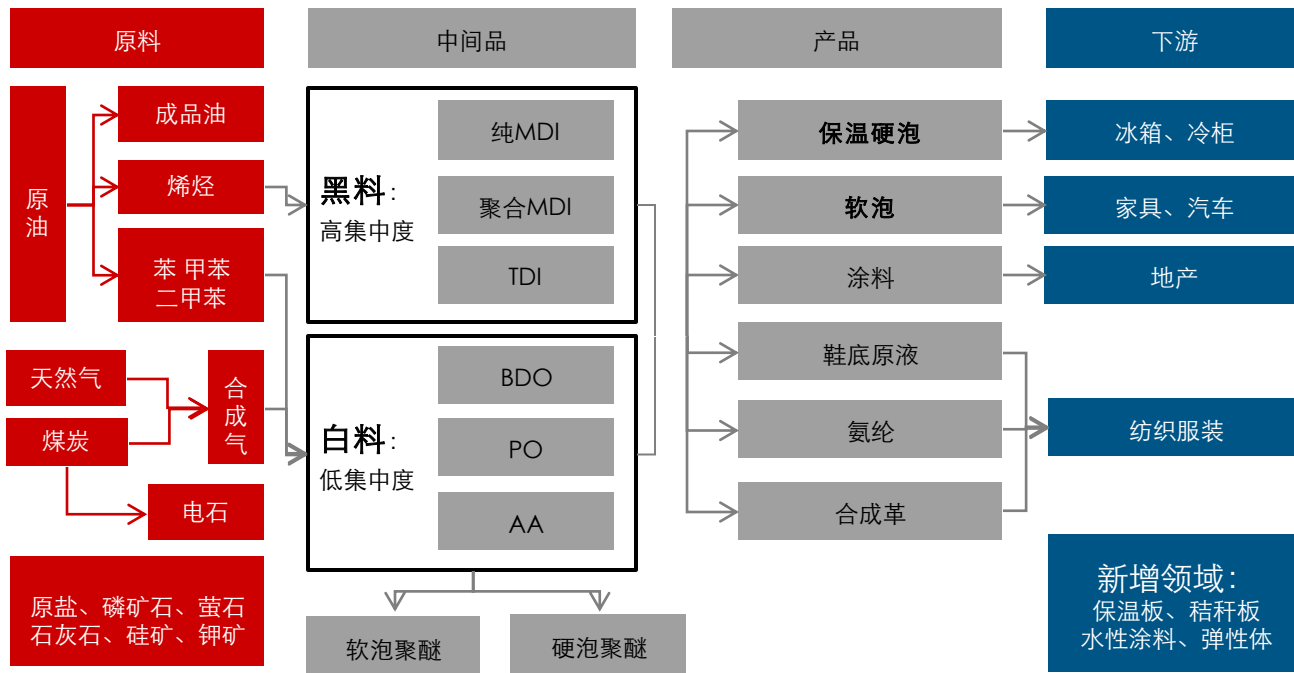 原料
中间品
产品
下游
原
油
成品油
烯烃
苯 甲苯
二甲苯
天然气
煤炭
合
成
气
电石
原盐、磷矿石、萤石
石灰石、硅矿、钾矿
黑料：
高集中度
纯MDI
聚合MDI
TDI
白料：
低集中度
BDO
PO
AA
软泡聚醚
硬泡聚醚
保温硬泡
软泡
涂料
鞋底原液
氨纶
合成革
冰箱、冷柜
家具、汽车
地产
纺织服装
新增领域：
保温板、秸秆板
水性涂料、弹性体